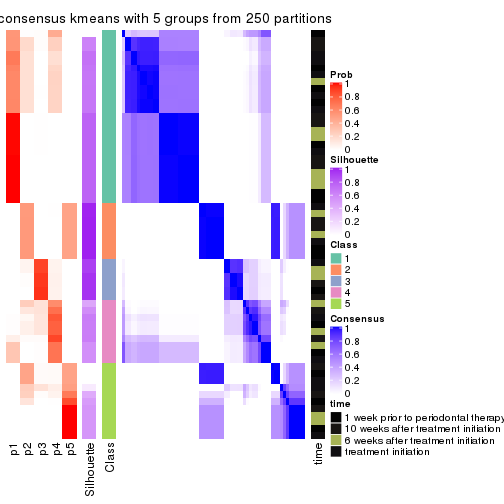 consensus kmeans with 5 groups from 250 partitions
Prob
1
0.8
0.6
0.4
0.2
0
Silhouette
1
0.8
0.6
0.4
0.2
0
Class
1
2
3
4
5
Consensus
1
0.8
0.6
0.4
0.2
0
time
1 week prior to periodontal therapy
10 weeks after treatment initiation
6 weeks after treatment initiation
treatment initiation
p1
p2
p3
p4
p5
Silhouette
Class
time